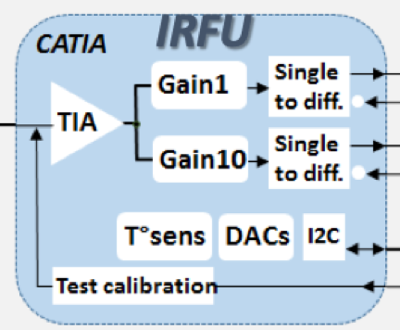 IRFU
CATIA
Gain1
Single
to diff.
TIA
Gain10
Single
to diff.
T°sens
DACs
I2C
Test calibration